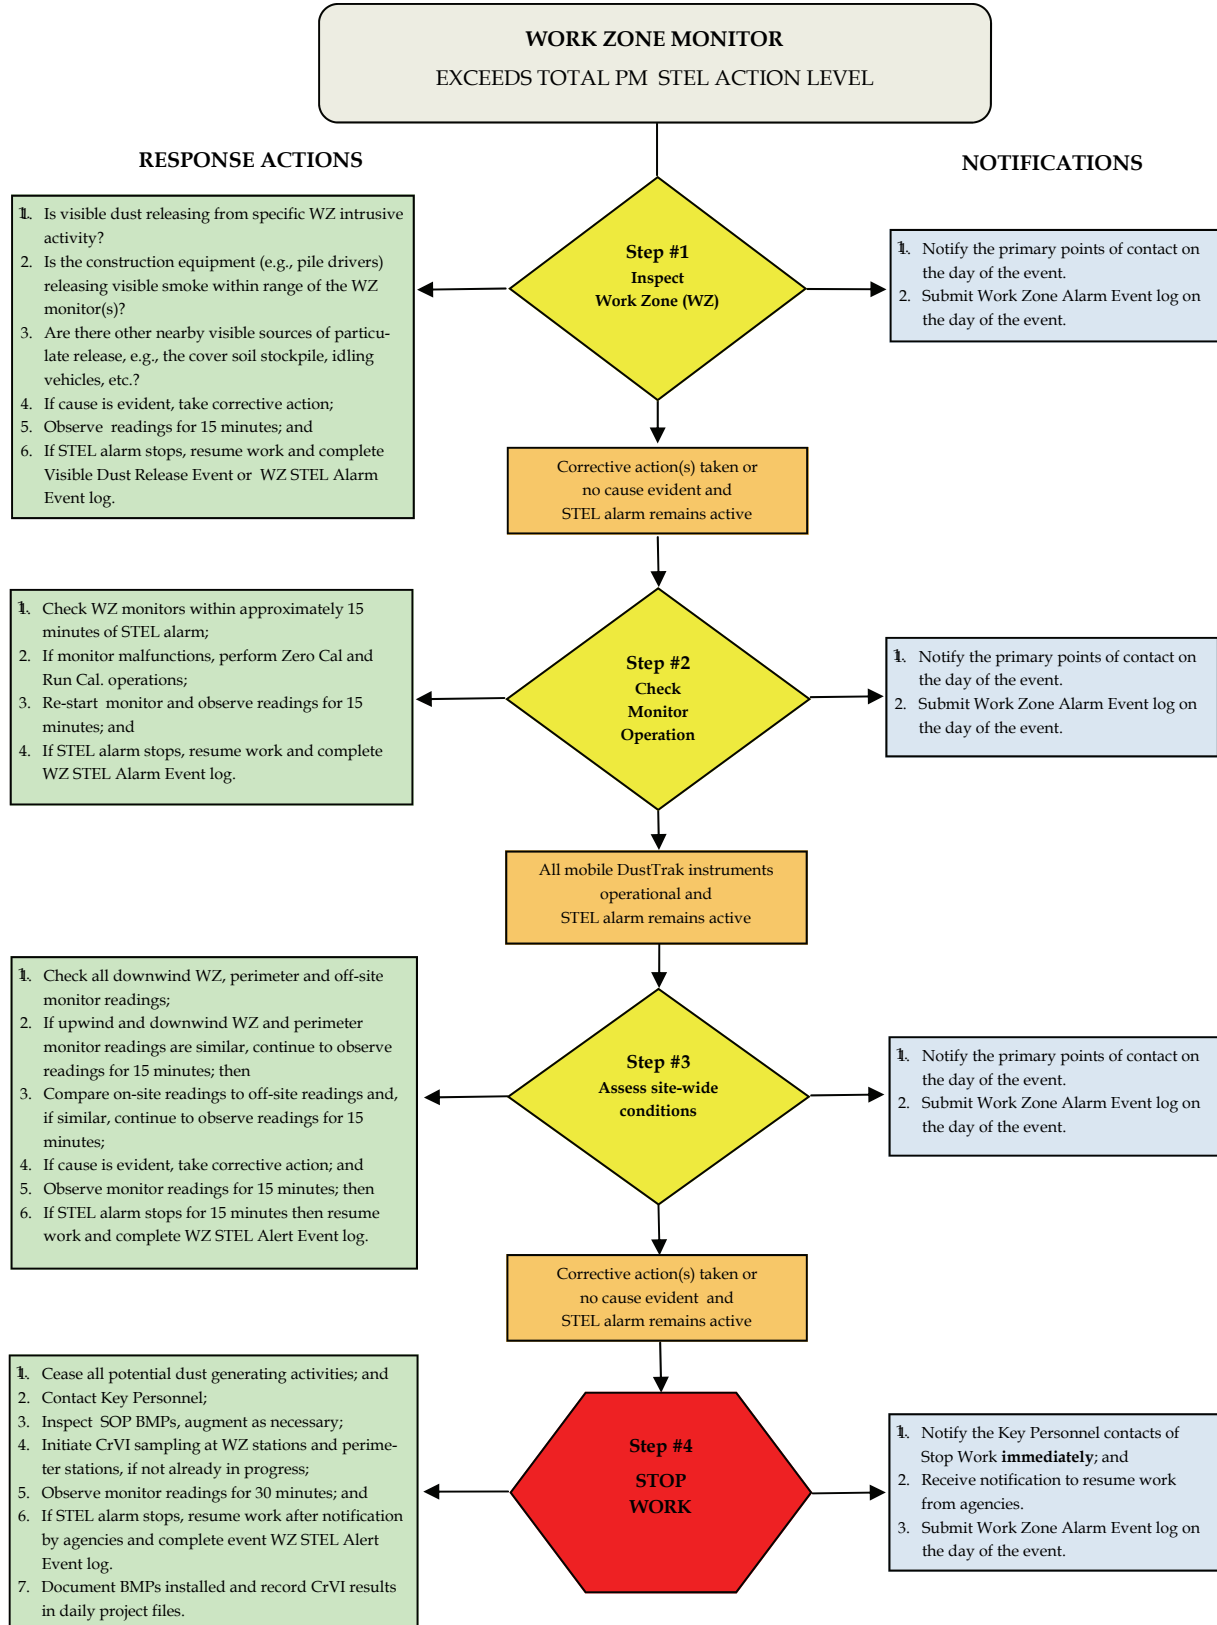 WORK ZONE MONITOR
EXCEEDS TOTAL PM STEL ACTION LEVEL
RESPONSE ACTIONS
NOTIFICATIONS
1. Is visible dust releasing from specific WZ intrusive
activity?
2. Is the construction equipment (e.g., pile drivers)
releasing visible smoke within range of the WZ
monitor(s)?
3. Are there other nearby visible sources of particu-
late release, e.g., the cover soil stockpile, idling
vehicles, etc.?
4. If cause is evident, take corrective action;
5. Observe readings for 15 minutes; and
6. If STEL alarm stops, resume work and complete
Visible Dust Release Event or WZ STEL Alarm
Event log.
Step #1
Inspect
Work Zone (WZ)
1. Notify the primary points of contact on
the day of the event.
2. Submit Work Zone Alarm Event log on
the day of the event.
Corrective action(s) taken or
no cause evident and
STEL alarm remains active
1. Check WZ monitors within approximately 15
minutes of STEL alarm;
2. If monitor malfunctions, perform Zero Cal and
Run Cal. operations;
3. Re-start monitor and observe readings for 15
minutes; and
4. If STEL alarm stops, resume work and complete
WZ STEL Alarm Event log.
Step #2
Check
Monitor
Operation
1. Notify the primary points of contact on
the day of the event.
2. Submit Work Zone Alarm Event log on
the day of the event.
All mobile DustTrak instruments
operational and
STEL alarm remains active
1. Check all downwind WZ, perimeter and off-site
monitor readings;
2. If upwind and downwind WZ and perimeter
monitor readings are similar, continue to observe
readings for 15 minutes; then
3. Compare on-site readings to off-site readings and,
if similar, continue to observe readings for 15
minutes;
4. If cause is evident, take corrective action; and
5. Observe monitor readings for 15 minutes; then
6. If STEL alarm stops for 15 minutes then resume
work and complete WZ STEL Alert Event log.
Step #3
Assess site-wide
conditions
1. Notify the primary points of contact on
the day of the event.
2. Submit Work Zone Alarm Event log on
the day of the event.
Corrective action(s) taken or
no cause evident and
STEL alarm remains active
1. Cease all potential dust generating activities; and
2. Contact Key Personnel;
3. Inspect SOP BMPs, augment as necessary;
4. Initiate CrVI sampling at WZ stations and perime-
ter stations, if not already in progress;
5. Observe monitor readings for 30 minutes; and
6. If STEL alarm stops, resume work after notification
by agencies and complete event WZ STEL Alert
Event log.
7. Document BMPs installed and record CrVI results
in daily project files.
Step #4
STOP
WORK
1. Notify the Key Personnel contacts of
Stop Work immediately; and
2. Receive notification to resume work
from agencies.
3. Submit Work Zone Alarm Event log on
the day of the event.